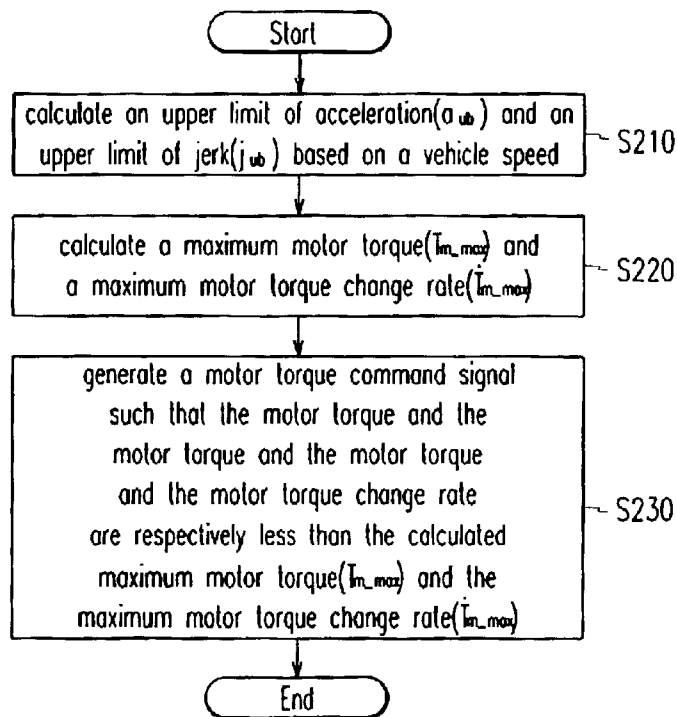 Start
calculate an upper limit of acceleration(a ub) and an
upper limit of jerk(j ub) based on a vehicle speed
S210
calculate a maximum motor torque(Tm_max) and
a maximum motor torque change rate(Ṫm_max)
S220
generate a motor torque command signal
such that the motor torque and the
motor torque and the motor torque
and the motor torque change rate
are respectively less than the calculated
maximum motor torque(Tm_max) and the
maximum motor torque change rate(Ṫm_max)
S230
End